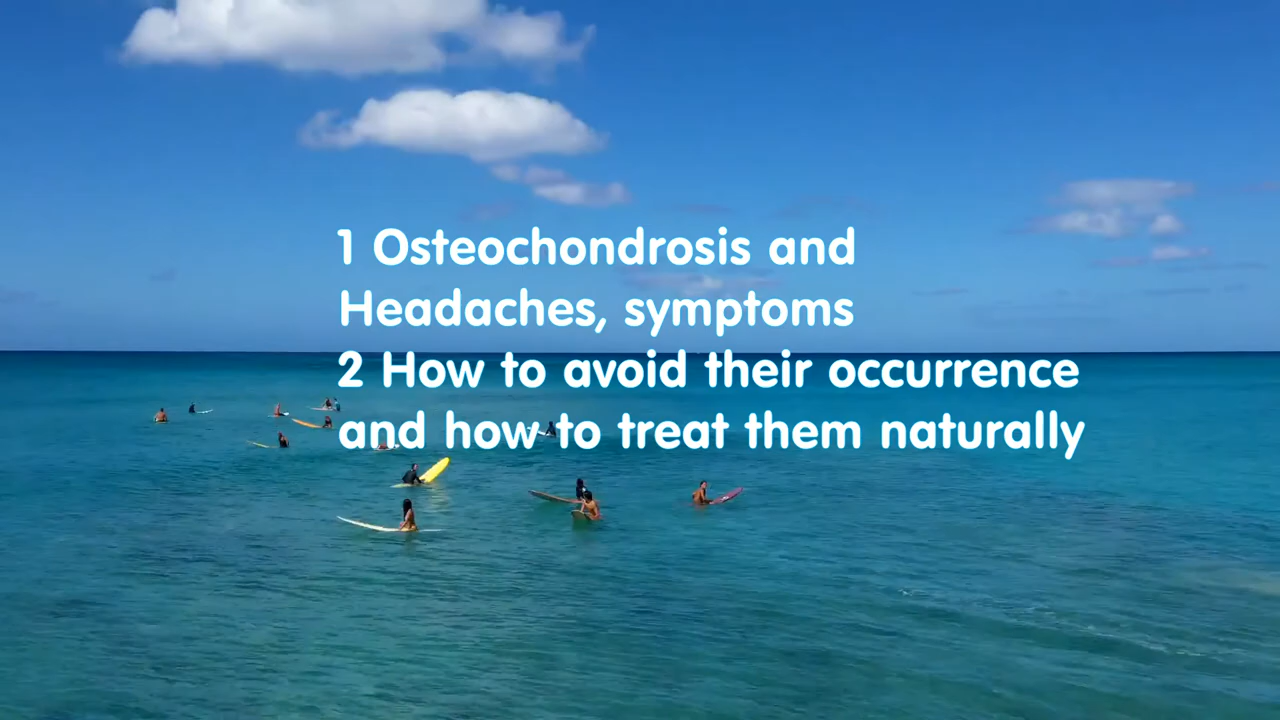 1 Osteochondrosis and
Headaches, symptoms
2 How to avoid their occurrence
and how to treat them naturally